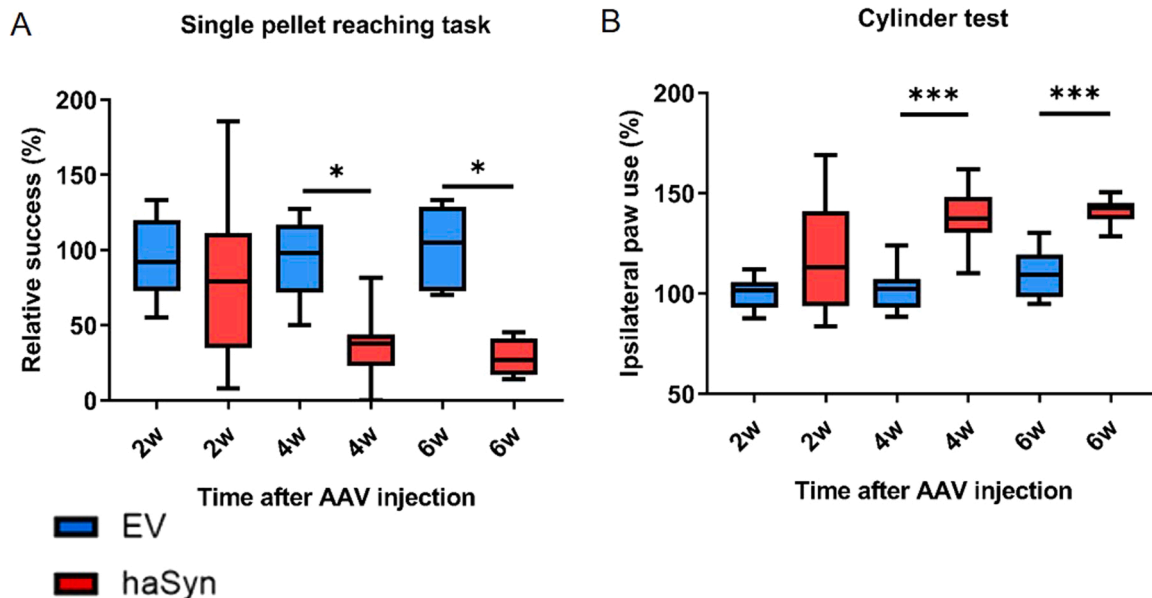 A
Single pellet reaching task
Relative success (%)
200
150
100
50
0
*
*
2w
2w
4w
4w
6w
6w
Time after AAV injection
EV
haSyn
B
Cylinder test
Ipsilateral paw use (%)
200
150
100
50
***
***
2w
2w
4w
4w
6w
6w
Time after AAV injection